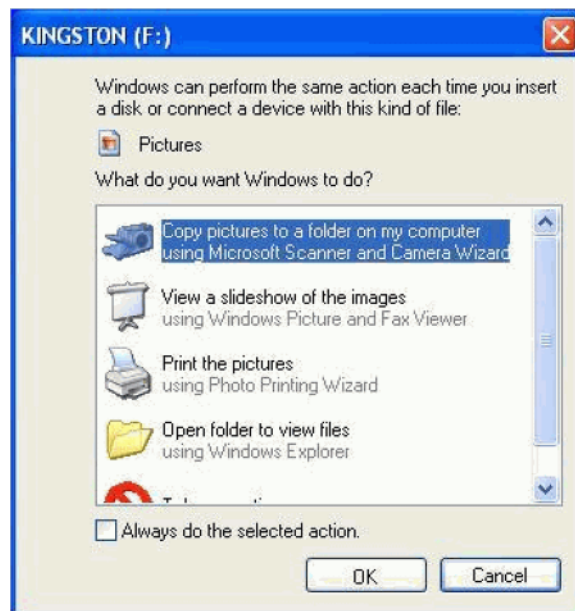 KINGSTON (F:)
Windows can perform the same action each time you insert
a disk or connect a device with this kind of file:
Pictures
What do you want Windows to do?
Copy pictures to a folder on my computer
using Microsoft Scanner and Camera Wizard
View a slideshow of the images
using Windows Picture and Fax Viewer
Print the pictures
using Photo Printing Wizard
Open folder to view files
using Windows Explorer
Always do the selected action.
OK
Cancel